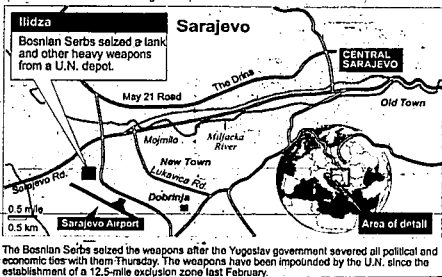 Sarajevo
Ilidza
Bosnian Serbs seized a tank
and other heavy weapons
from a U.N. depot.
CENTRAL
SARAJEVO
The Drina
May 21 Road
Old Town
Mojmilo
Miljacka
River
New Town
Lukavica Rd.
Sarajevo Rd.
Dobrinja
0.5 mile
0.5 km
Sarajevo Airport
Area of detail
The Bosnian Serbs seized the weapons after the Yugoslav government severed all political and
economic ties with them Thursday. The weapons have been impounded by the U.N. since the
establishment of a 12.5-mile exclusion zone last February.